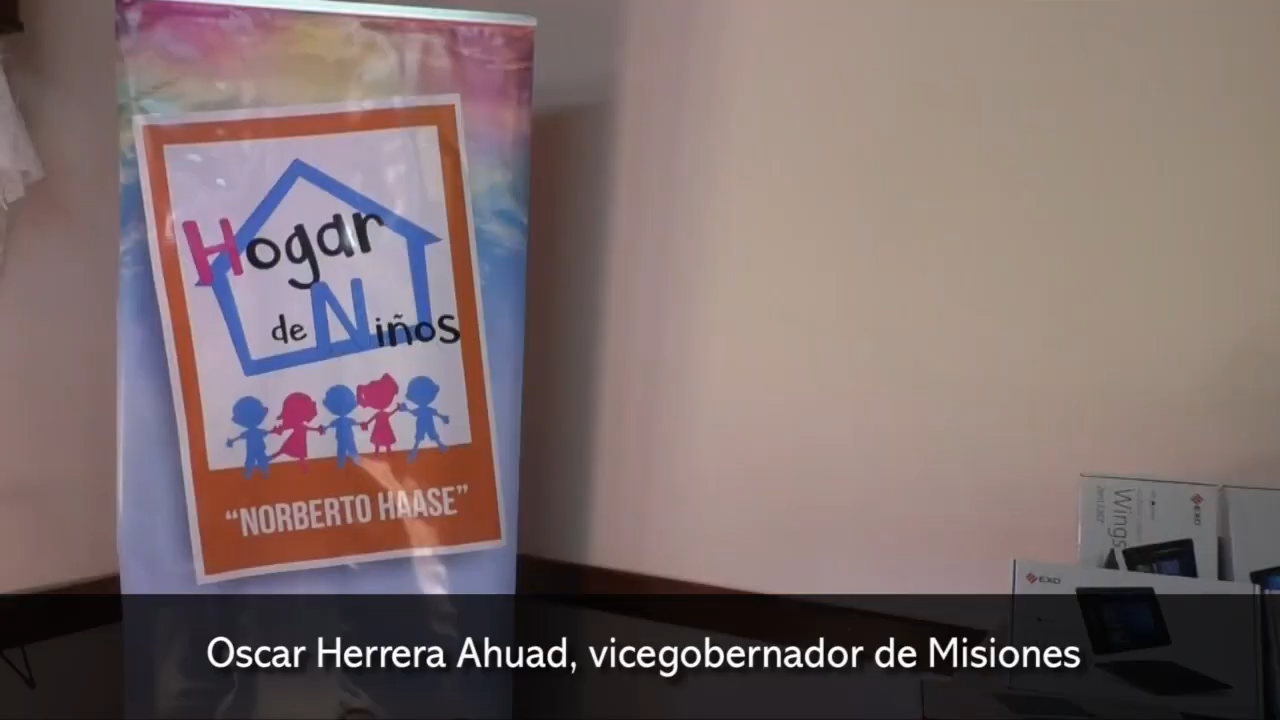 Hogar
de Niños
“NORBERTO HAASE”
EXO
Wings
EXO
Oscar Herrera Ahuad, vicegobernador de Misiones